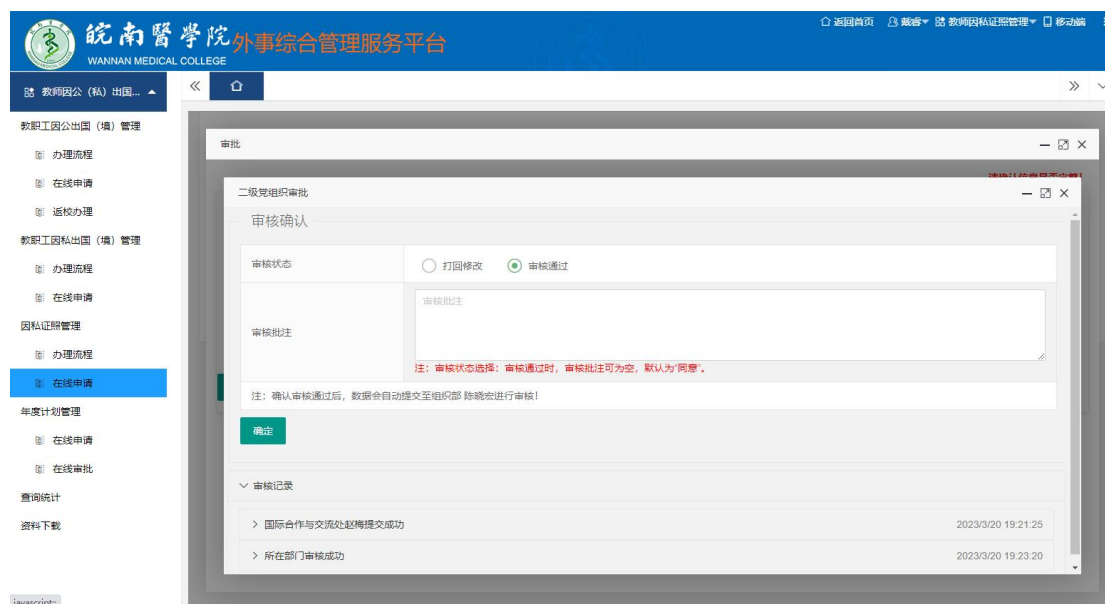 皖南醫學院
WANNAN MEDICAL COLLEGE
外事综合管理服务平台
返回首页 戴睿 教师因私证照管理 移动端
教师因公（私）出国...
教职工因公出国（境）管理
办理流程
在线申请
返校办理
教职工因私出国（境）管理
办理流程
在线申请
因私证照管理
办理流程
在线申请
年度计划管理
在线申请
在线审批
查询统计
资料下载
审批
二级党组织审批
审核确认
审核状态 打回修改 审核通过
审核批注
审核批注
注：审核状态选择：审核通过时，审核批注可为空，默认为“同意”。
注：确认审核通过后，数据会自动提交至组织部 陈晓宏进行审核！
确定
审核记录
国际合作与交流处赵梅提交成功 2023/3/20 19:21:25
所在部门审核成功 2023/3/20 19:23:20